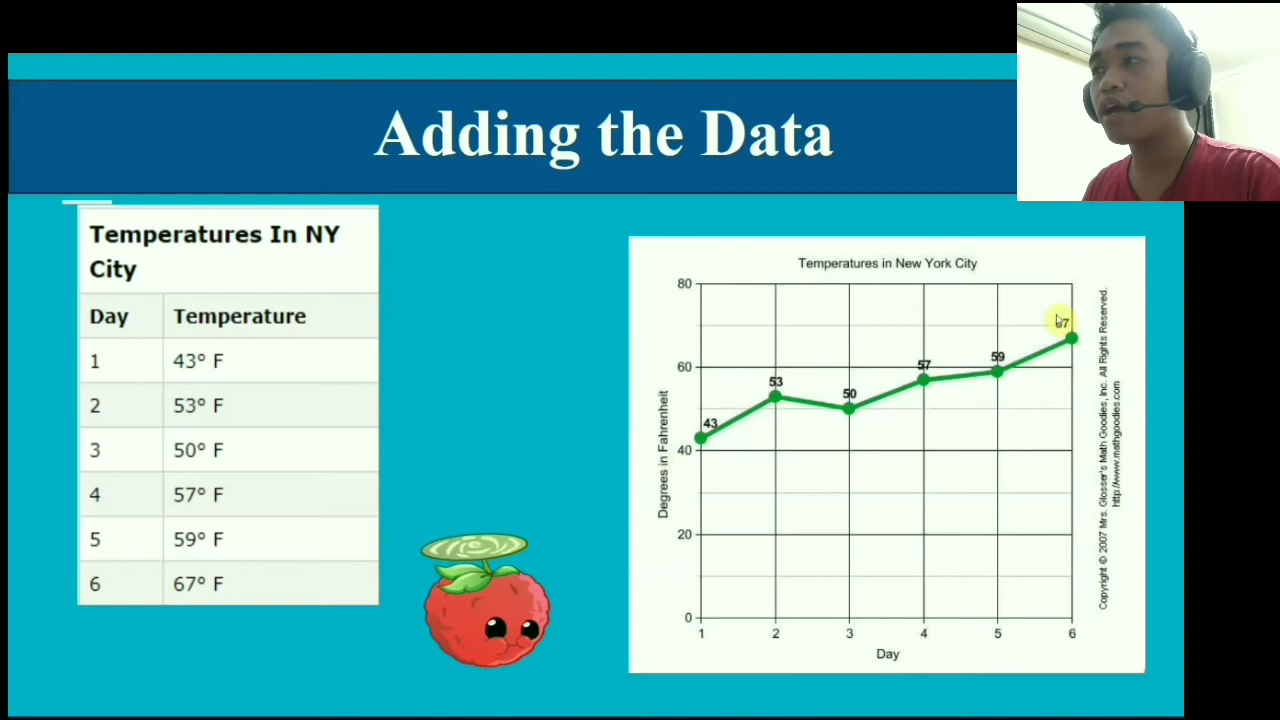 Adding the Data
Temperatures In NY
City
Day Temperature
1 43° F
2 53° F
3 50° F
4 57° F
5 59° F
6 67° F
Temperatures in New York City
80
60
40
20
0
Degrees in Fahrenheit
43
53
50
57
59
67
1 2 3 4 5 6
Day
Copyright © 2007 Mrs. Glosser's Math Goodies, Inc. All Rights Reserved.
http://www.mathgoodies.com